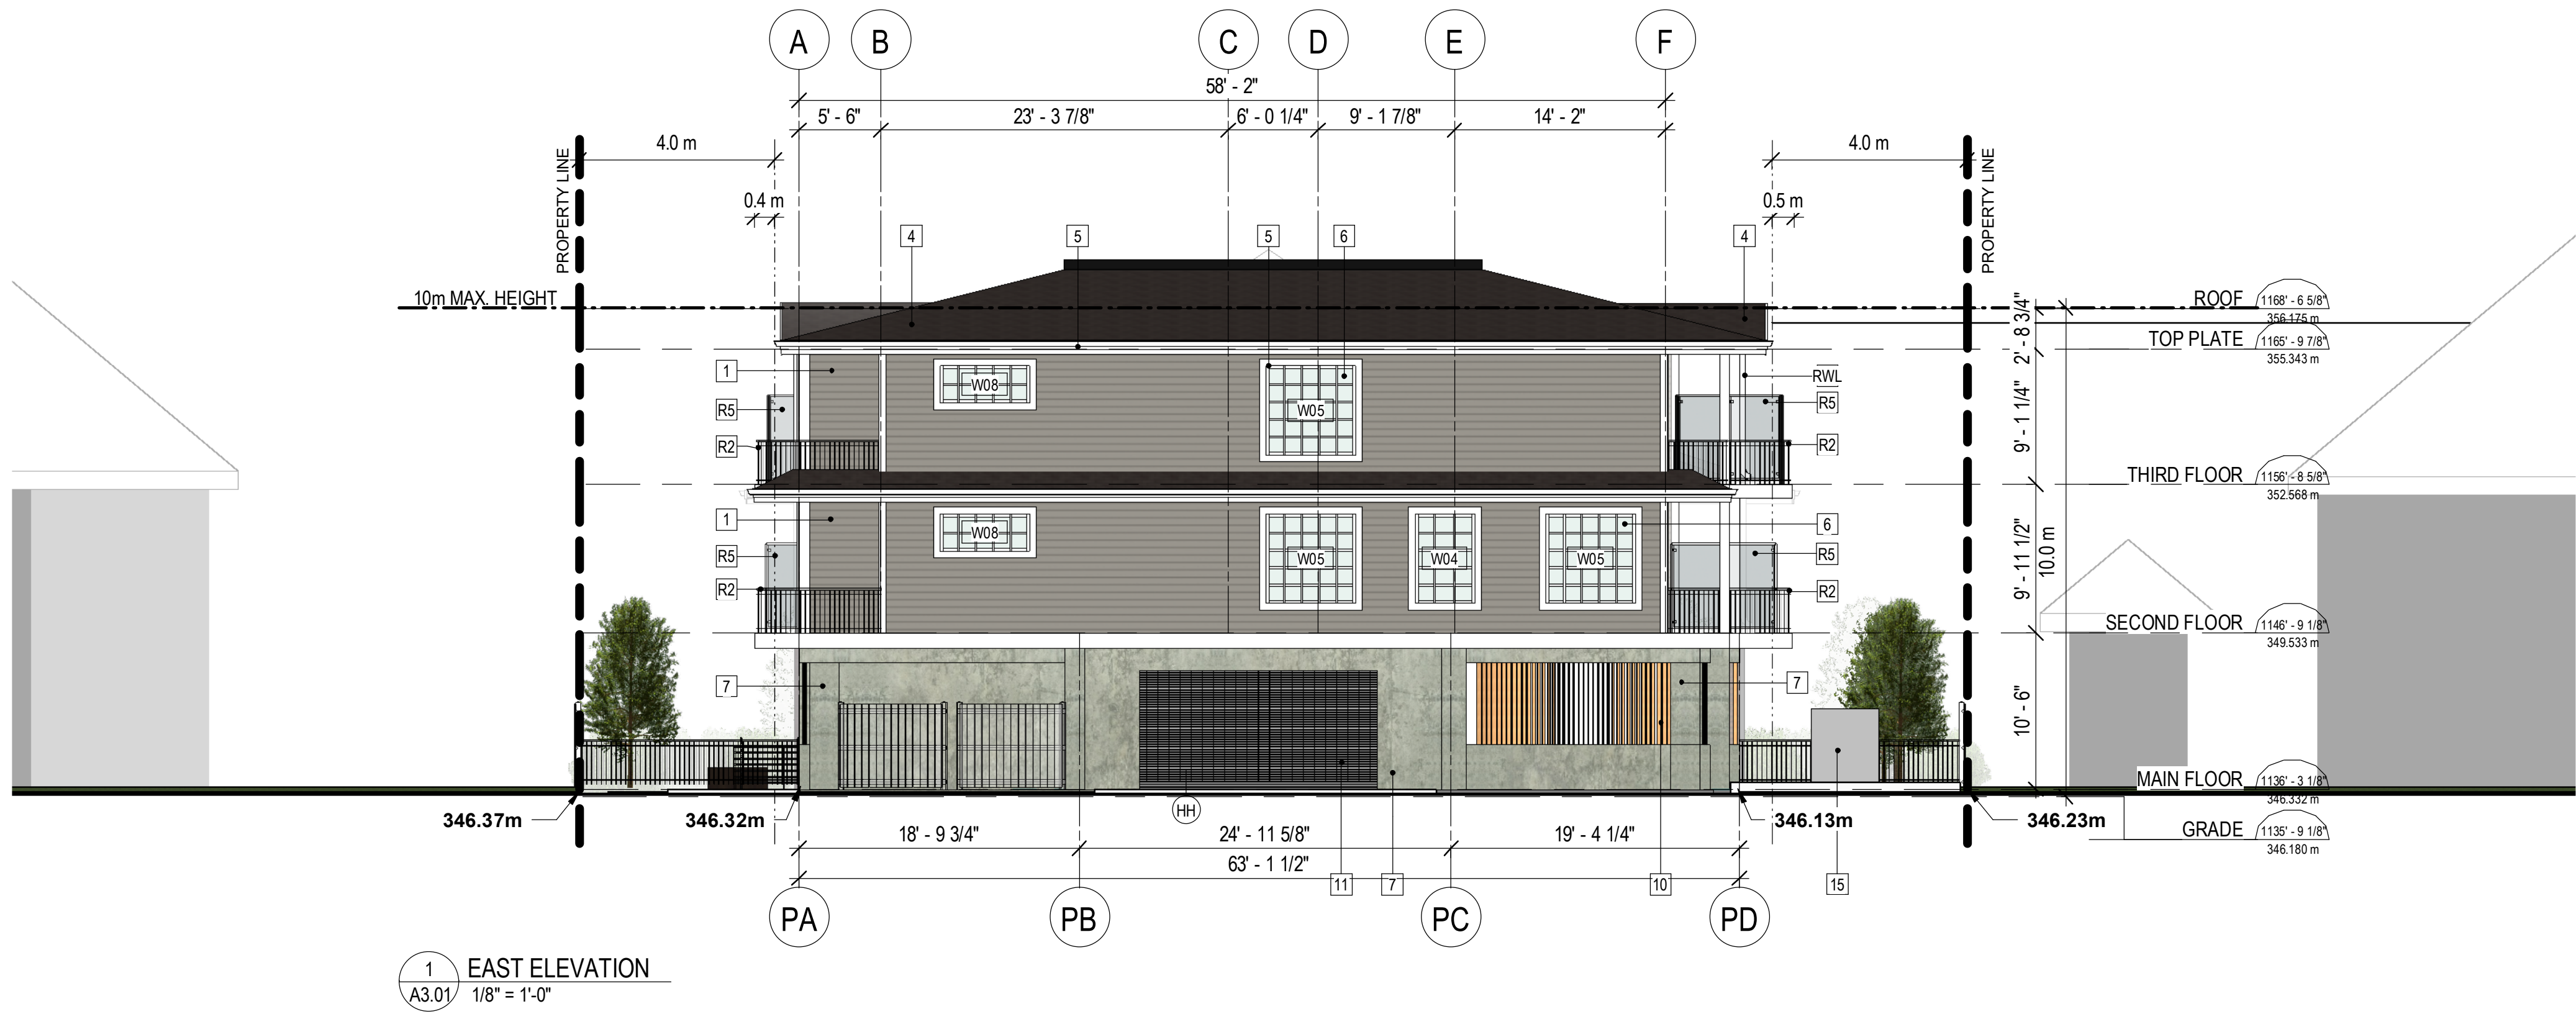 A B C D E F
58' - 2"
5' - 6" 23' - 3 7/8" 6' - 0 1/4" 9' - 1 7/8" 14' - 2"
4.0 m 4.0 m
PROPERTY LINE PROPERTY LINE
0.4 m 0.5 m
4 5 5 6 4
10m MAX. HEIGHT
ROOF 1168' - 6 5/8"
356.175 m
2' - 8 3/4"
TOP PLATE 1165' - 9 7/8"
355.343 m
1 RWL
W08
R5 W05 R5
9' - 1 1/4"
R2 R2
THIRD FLOOR 1156' - 8 5/8"
352.568 m
1 6
W08
R5 W05 W04 W05 R5
9' - 11 1/2"
10.0 m
R2 R2
SECOND FLOOR 1146' - 9 1/8"
349.533 m
7 7
10' - 6"
MAIN FLOOR 1136' - 3 1/8"
346.332 m
HH
346.37m 346.32m 346.13m 346.23m
GRADE 1135' - 9 1/8"
346.180 m
18' - 9 3/4" 24' - 11 5/8" 19' - 4 1/4"
63' - 1 1/2"
11 7 10 15
PA PB PC PD
1 EAST ELEVATION
A3.01 1/8" = 1'-0"